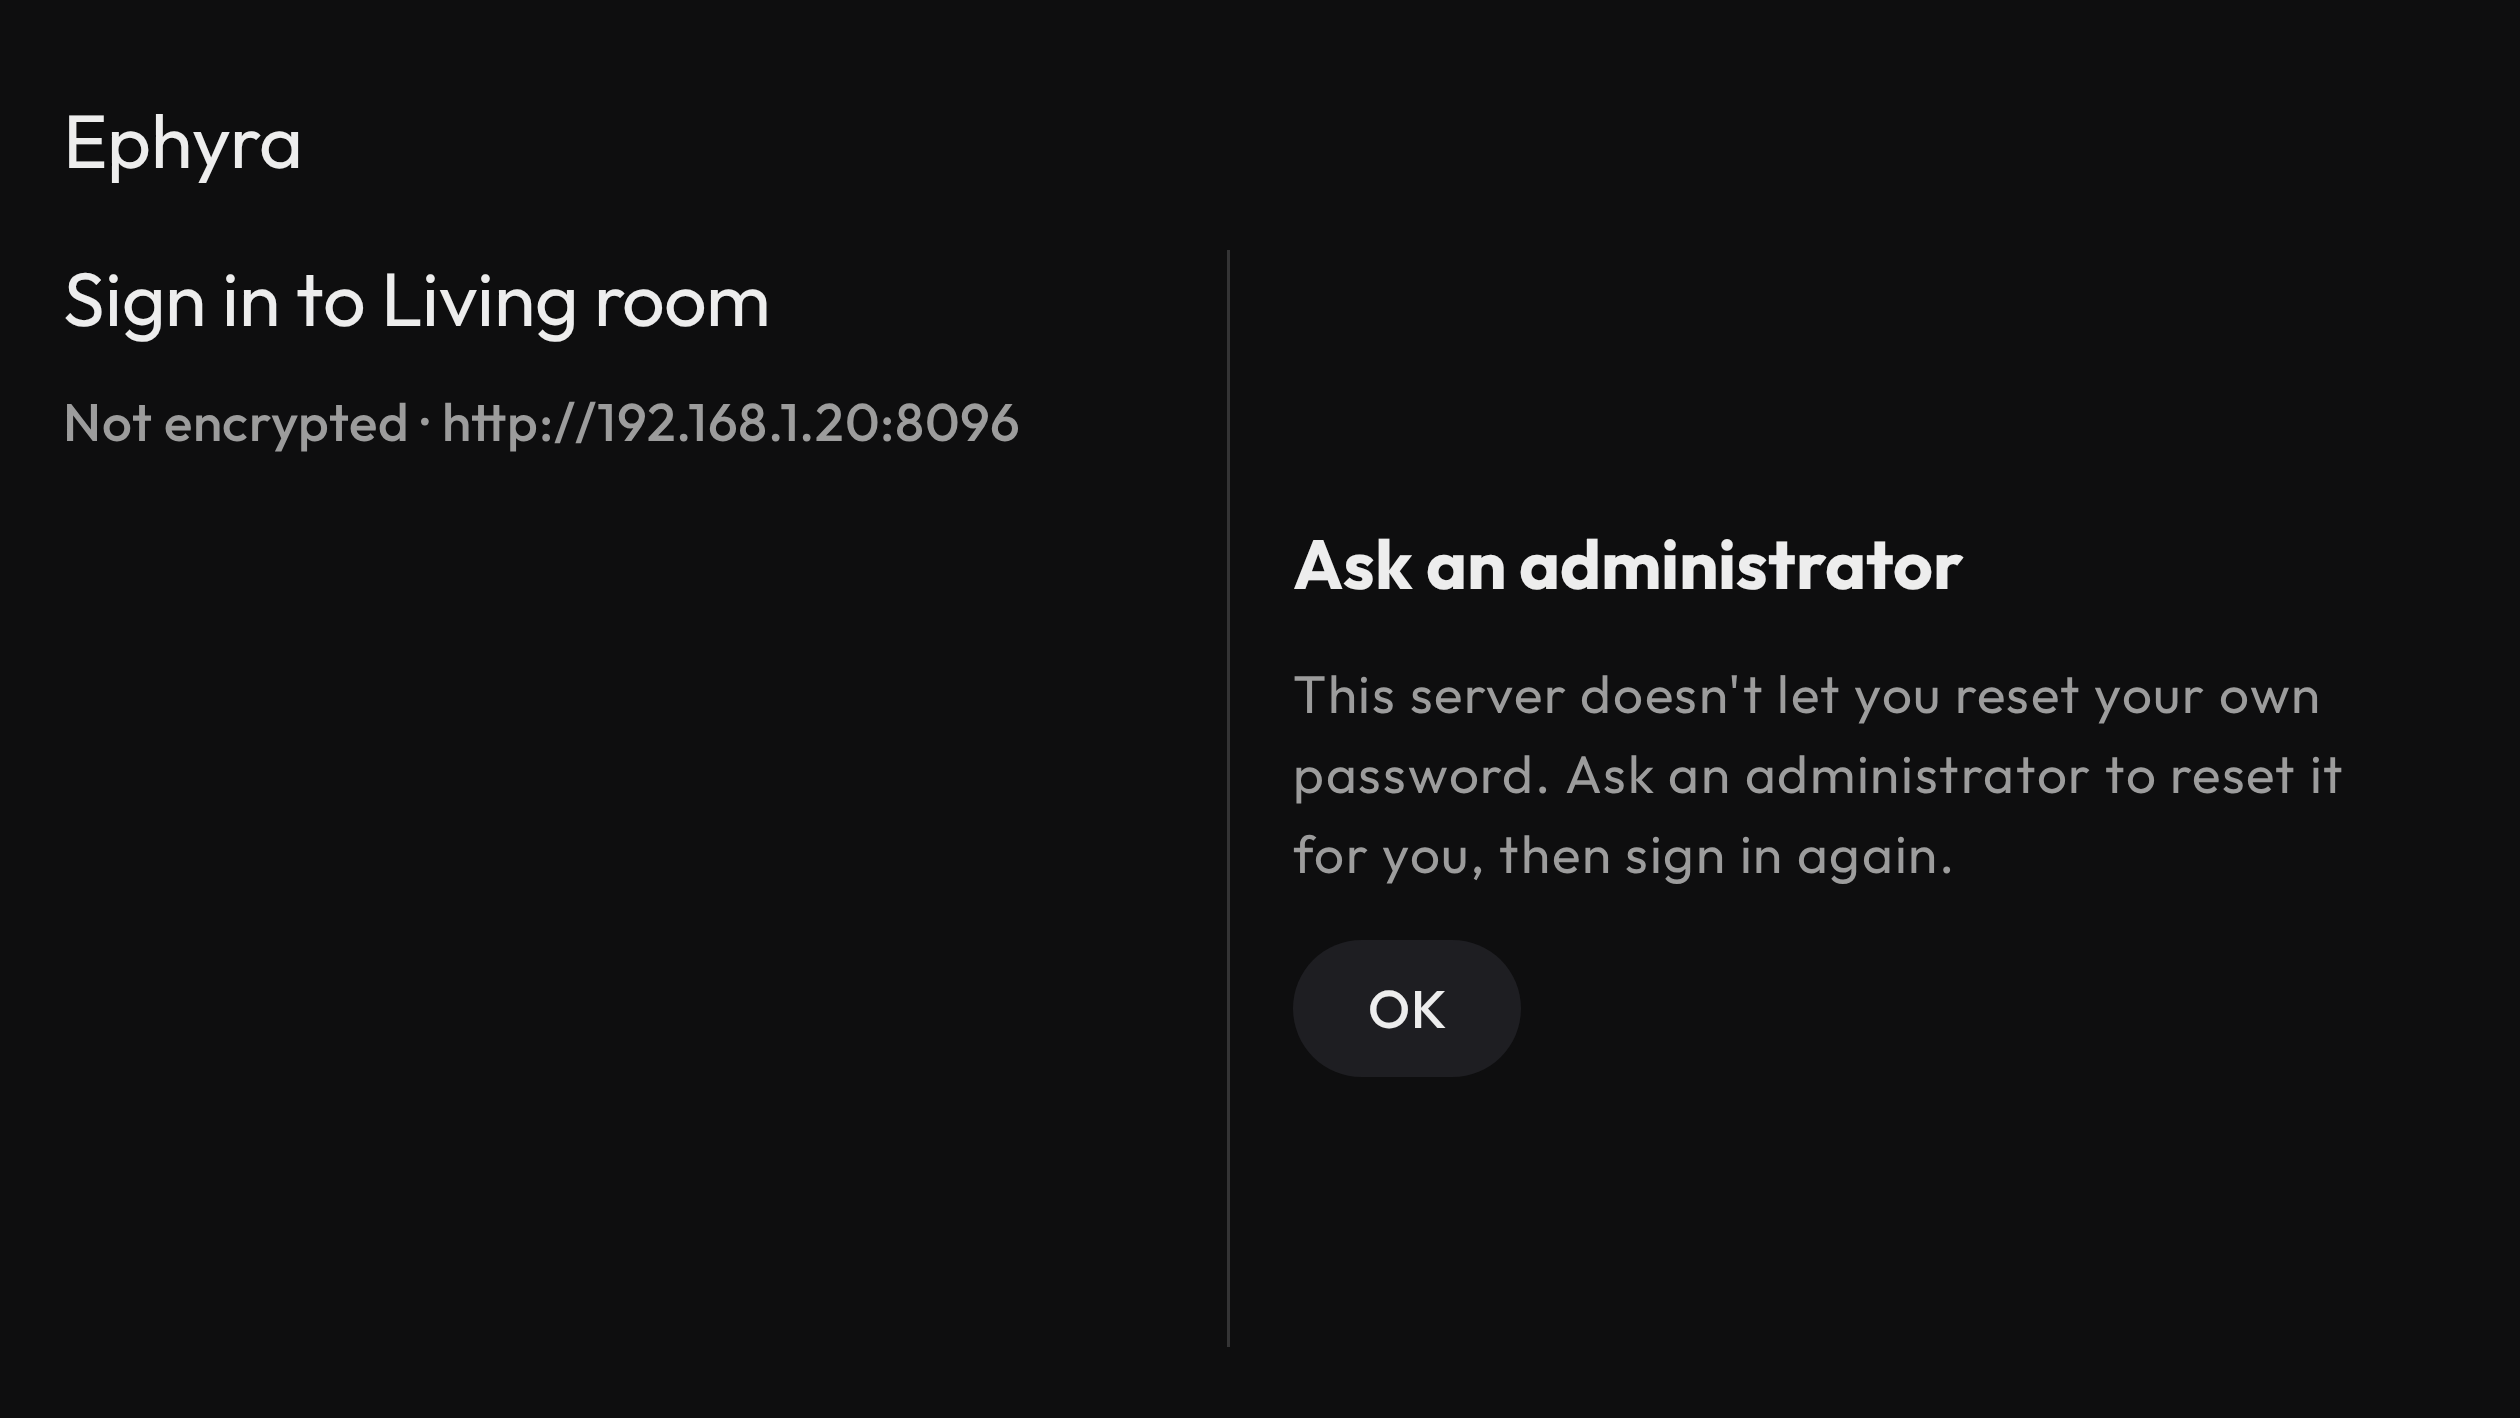 Ephyra
Sign in to Living room
Not encrypted · http://192.168.1.20:8096
Ask an administrator
This server doesn't let you reset your own
password. Ask an administrator to reset it
for you, then sign in again.
OK